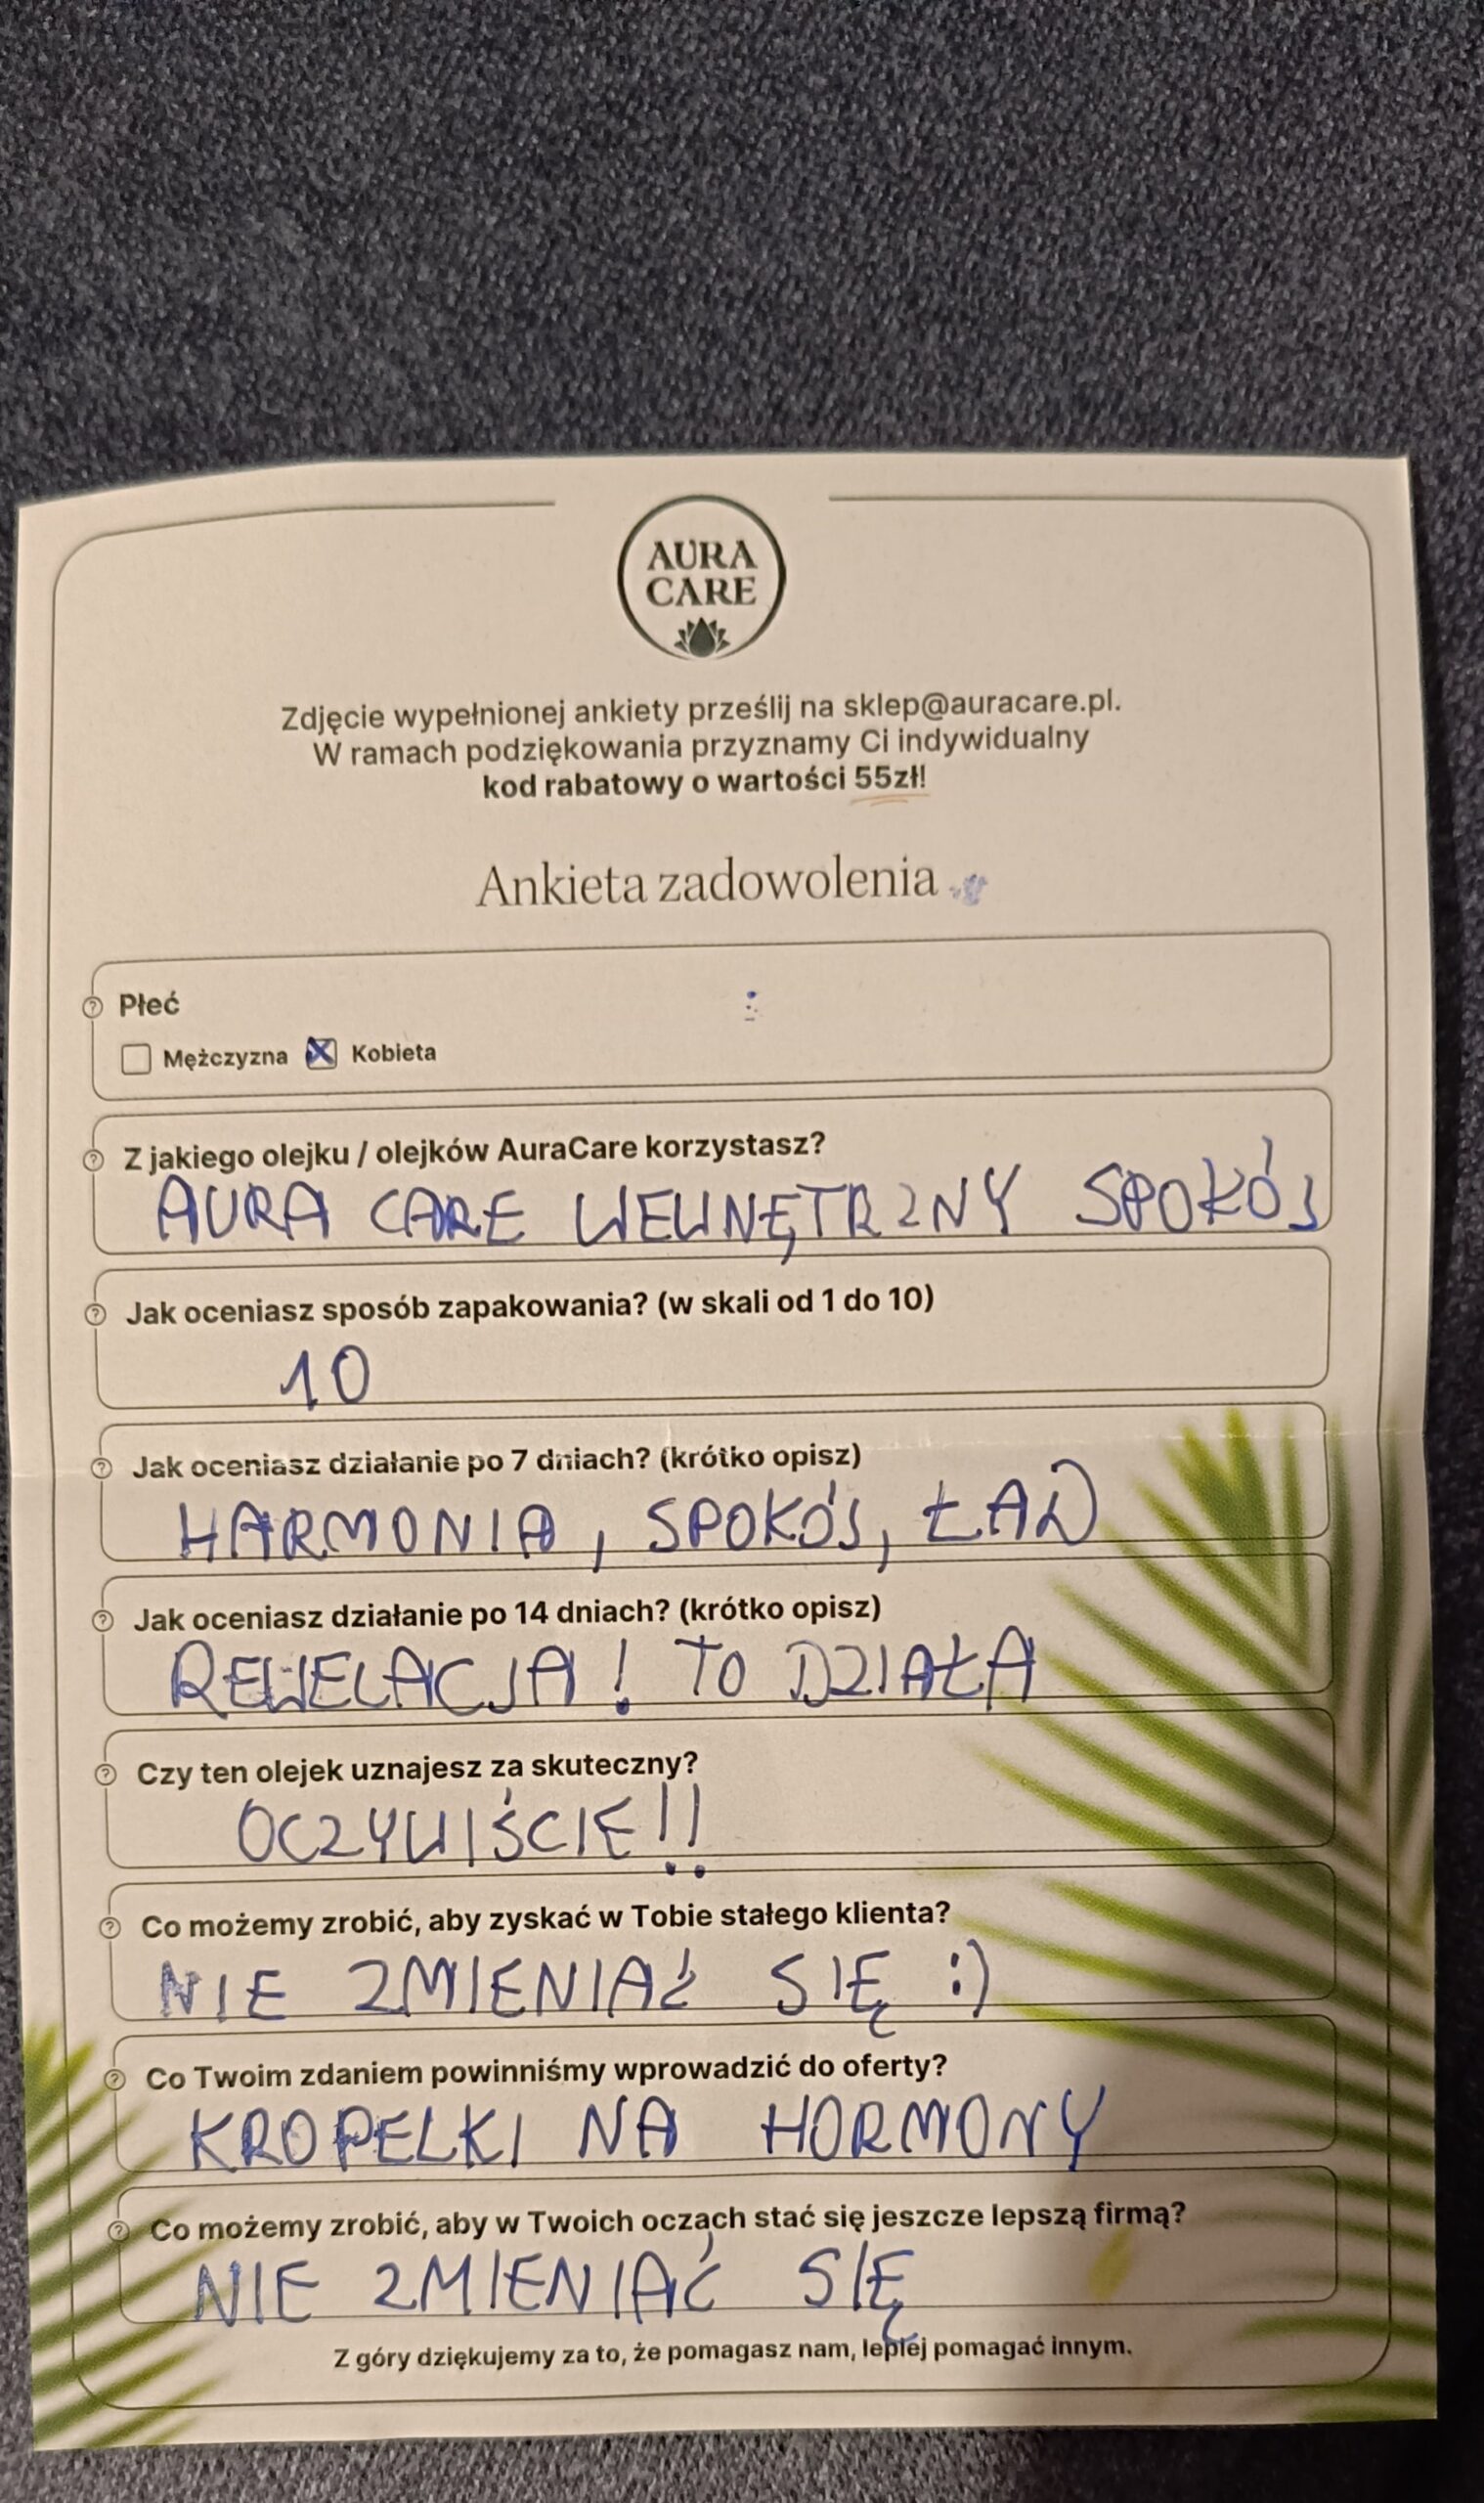 AURA
CARE
Zdjęcie wypełnionej ankiety prześlij na sklep@auracare.pl.
W ramach podziękowania przyznamy Ci indywidualny
kod rabatowy o wartości 55zł!
Ankieta zadowolenia
Płeć
Mężczyzna Kobieta
Z jakiego olejku / olejków AuraCare korzystasz?
AURA CARE WEWNĘTRZNY SPOKÓJ
Jak oceniasz sposób zapakowania? (w skali od 1 do 10)
10
Jak oceniasz działanie po 7 dniach? (krótko opisz)
HARMONIA, SPOKÓJ, ŁAD
Jak oceniasz działanie po 14 dniach? (krótko opisz)
REWELACJA! TO DZIAŁA
Czy ten olejek uznajesz za skuteczny?
OCZYWIŚCIE!!
Co możemy zrobić, aby zyskać w Tobie stałego klienta?
NIE ZMIENIAĆ SIĘ :)
Co Twoim zdaniem powinniśmy wprowadzić do oferty?
KROPELKI NA HORMONY
Co możemy zrobić, aby w Twoich oczach stać się jeszcze lepszą firmą?
NIE ZMIENIAĆ SIĘ
Z góry dziękujemy za to, że pomagasz nam, lepiej pomagać innym.